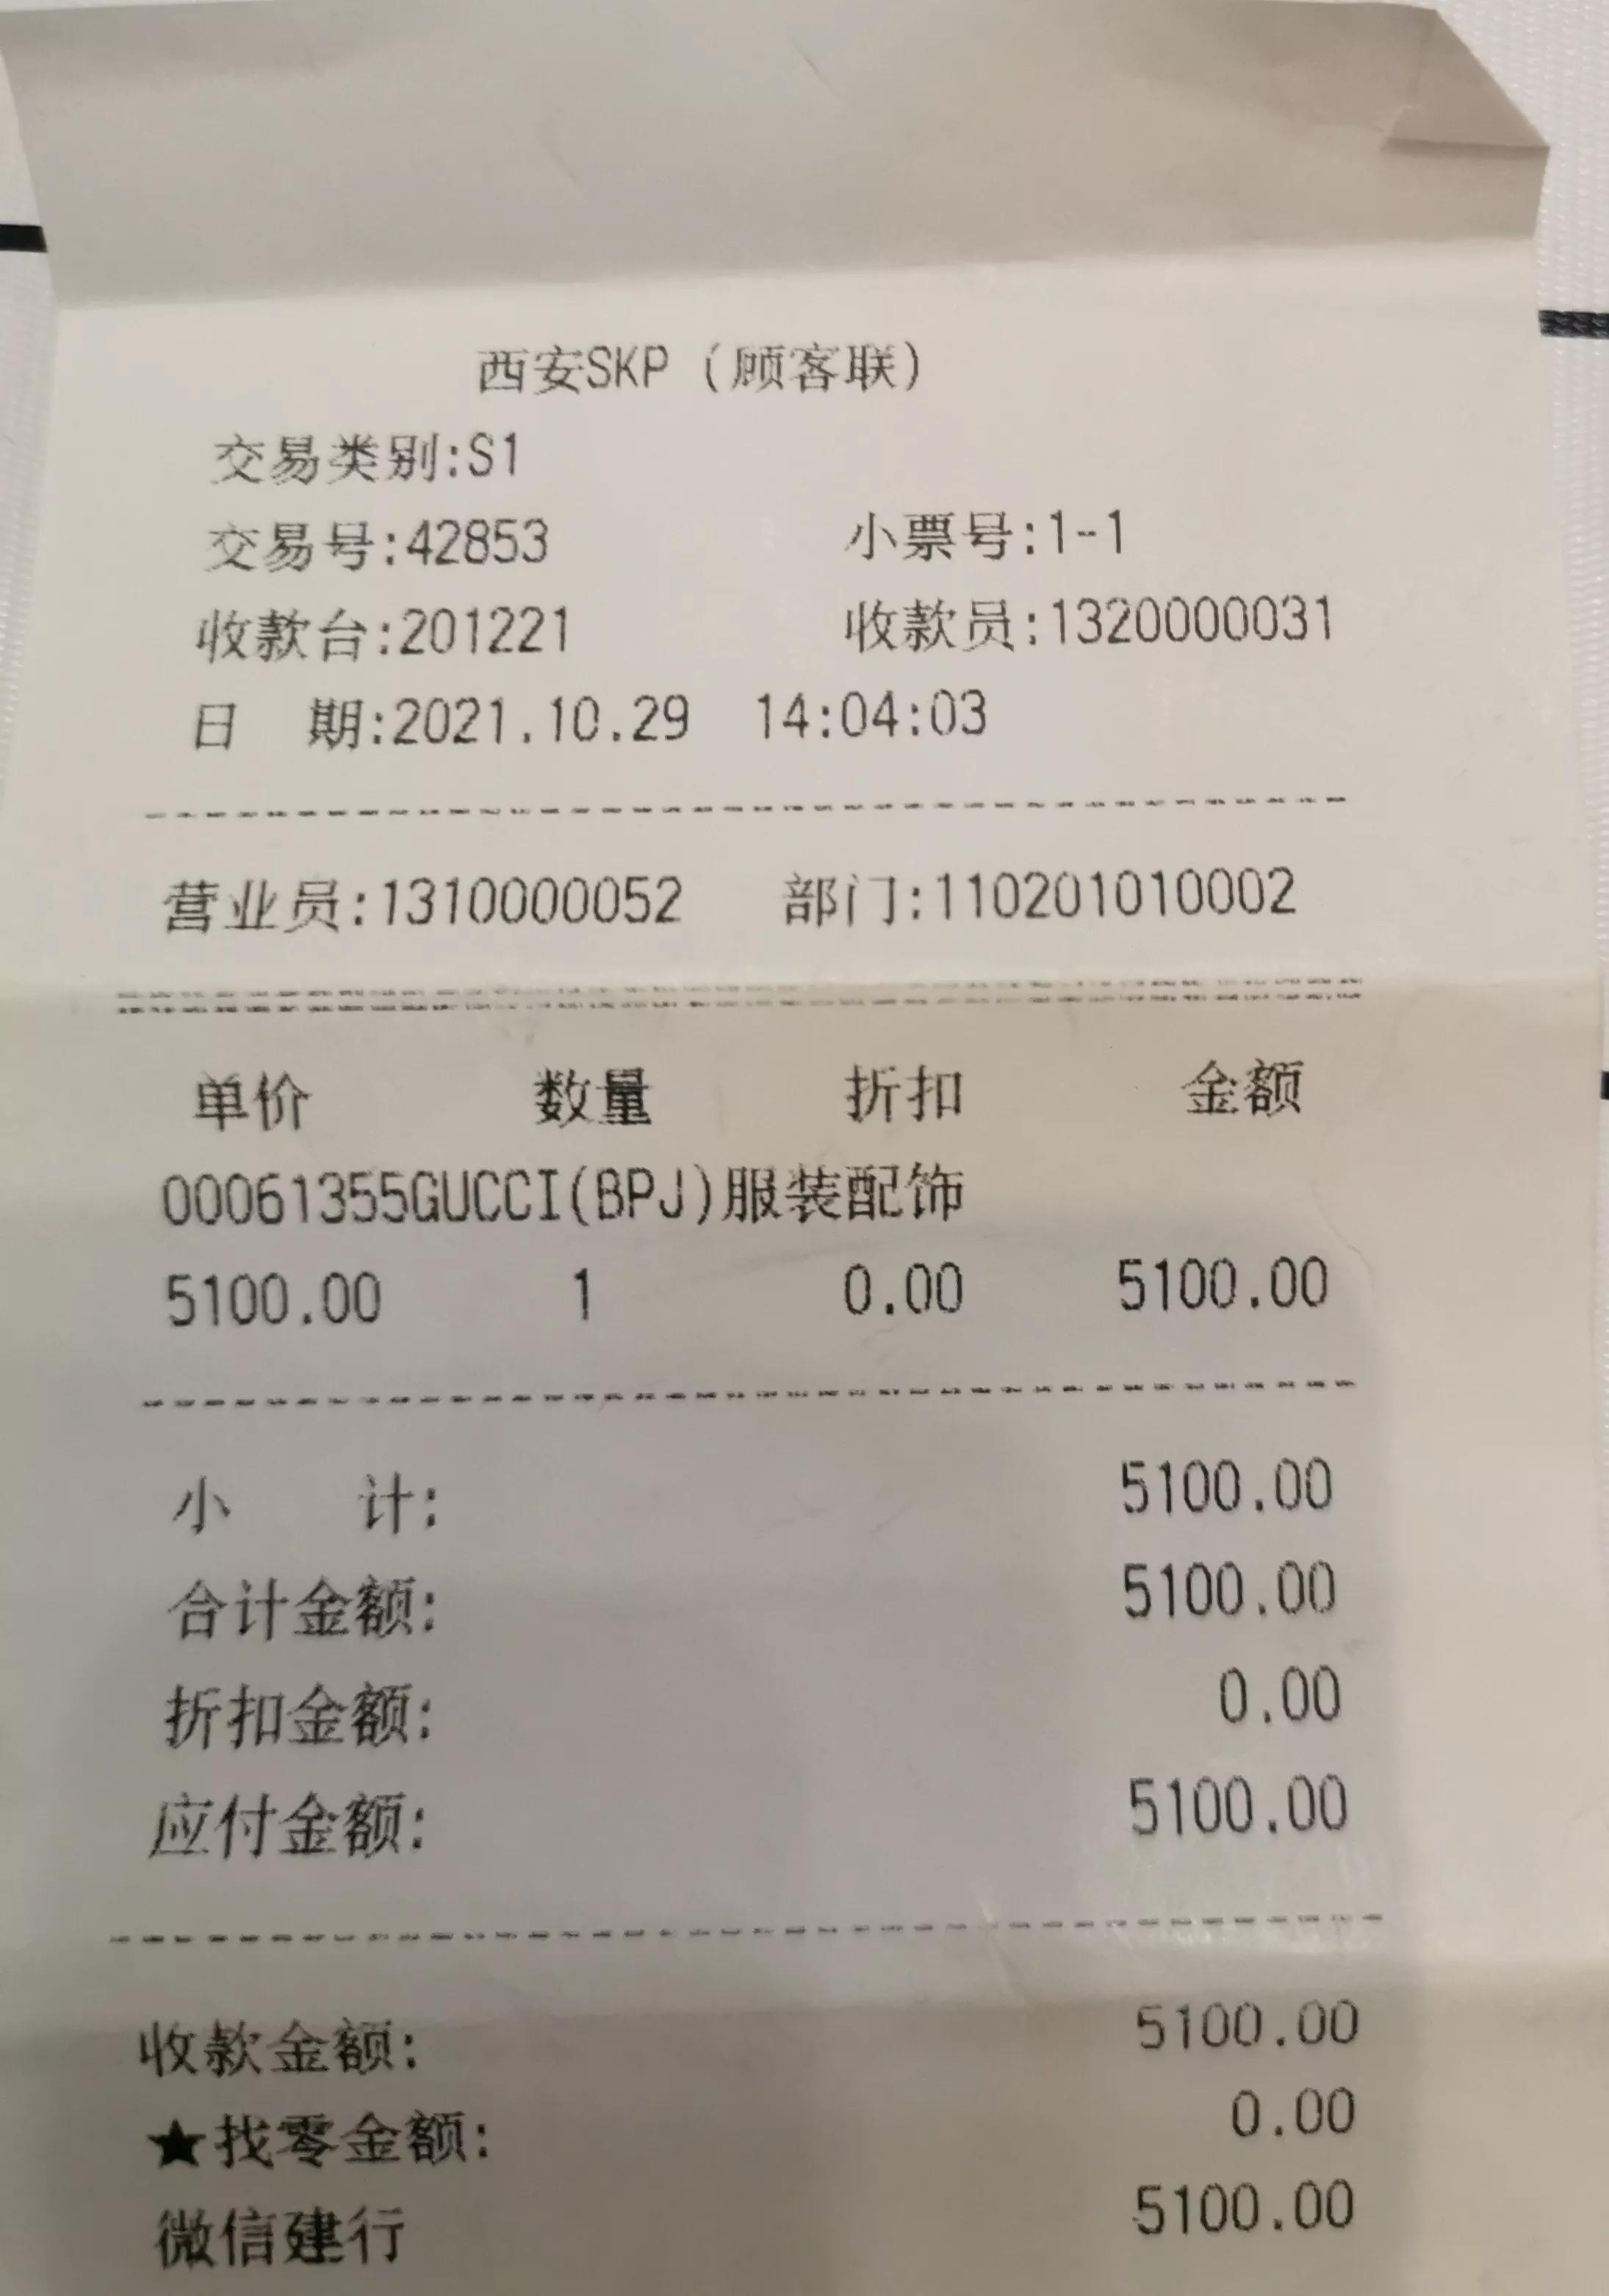 西安SKP（顾客联）
交易类别:S1
交易号:42853 小票号:1-1
收款台:201221 收款员:1320000031
日 期:2021.10.29 14:04:03
营业员:1310000052 部门:110201010002
单价 数量 折扣 金额
00061355GUCCI(BPJ)服装配饰
5100.00 1 0.00 5100.00
小 计: 5100.00
合计金额: 5100.00
折扣金额: 0.00
应付金额: 5100.00
收款金额: 5100.00
★找零金额: 0.00
微信建行 5100.00